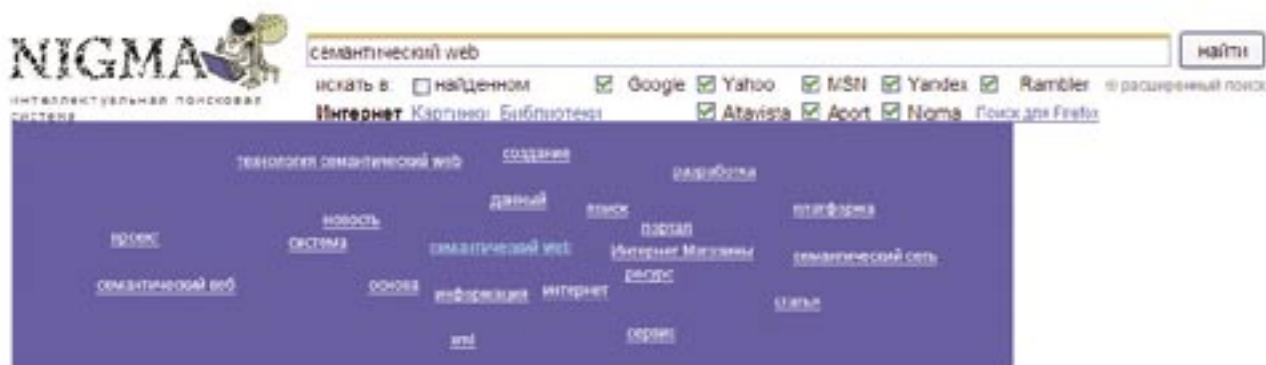 NIGMA
интеллектуальная поисковая система
семантический web
найти
искать в: найденном Google Yahoo MSN Yandex Rambler расширенный поиск
Интернет Картинки Библиотеки Altavista Aport Nigma Поиск для Firefox
технология семантический web
создание
разработка
данный
поиск
платформа
новость
портал
проект
система
семантический web
Интернет Магазины
семантический сеть
ресурс
семантический веб
основа
информация
интернет
статья
xml
сервис